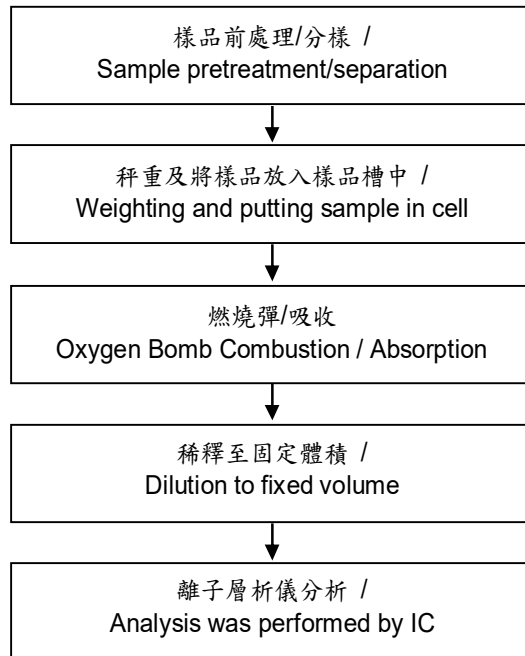 樣品前處理/分樣 /
Sample pretreatment/separation
秤重及將樣品放入樣品槽中 /
Weighting and putting sample in cell
燃燒彈/吸收
Oxygen Bomb Combustion / Absorption
稀釋至固定體積 /
Dilution to fixed volume
離子層析儀分析 /
Analysis was performed by IC